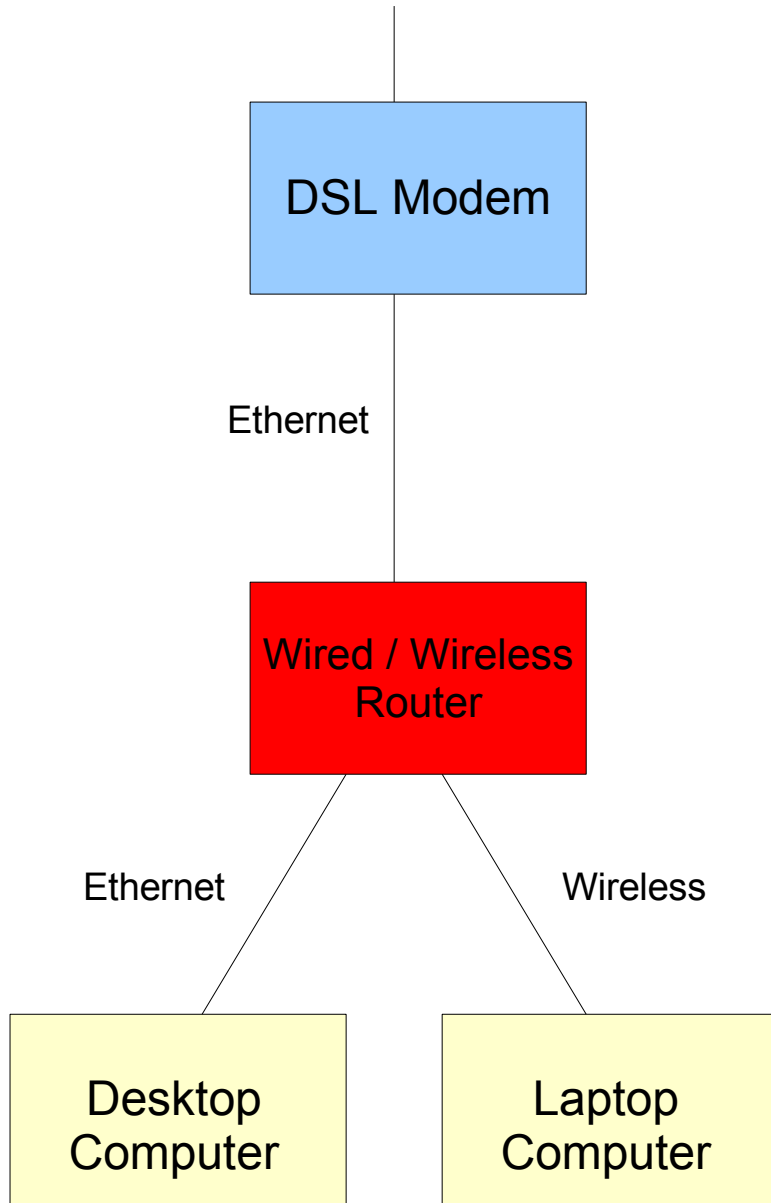 DSL Modem
Ethernet
Wired / Wireless
Router
Ethernet
Wireless
Desktop
Computer
Laptop
Computer